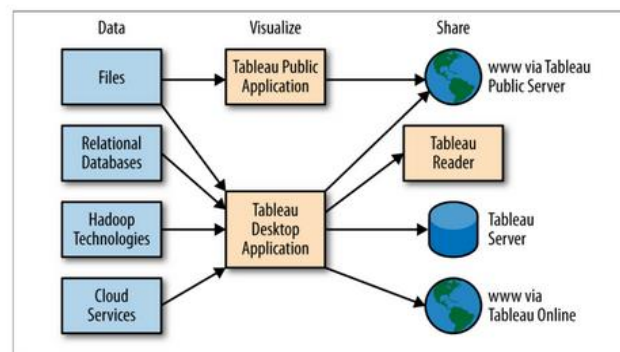 Data
Visualize
Share
Files
Tableau Public
Application
www via Tableau
Public Server
Relational
Databases
Tableau
Reader
Hadoop
Technologies
Tableau
Desktop
Application
Tableau
Server
Cloud
Services
www via
Tableau Online